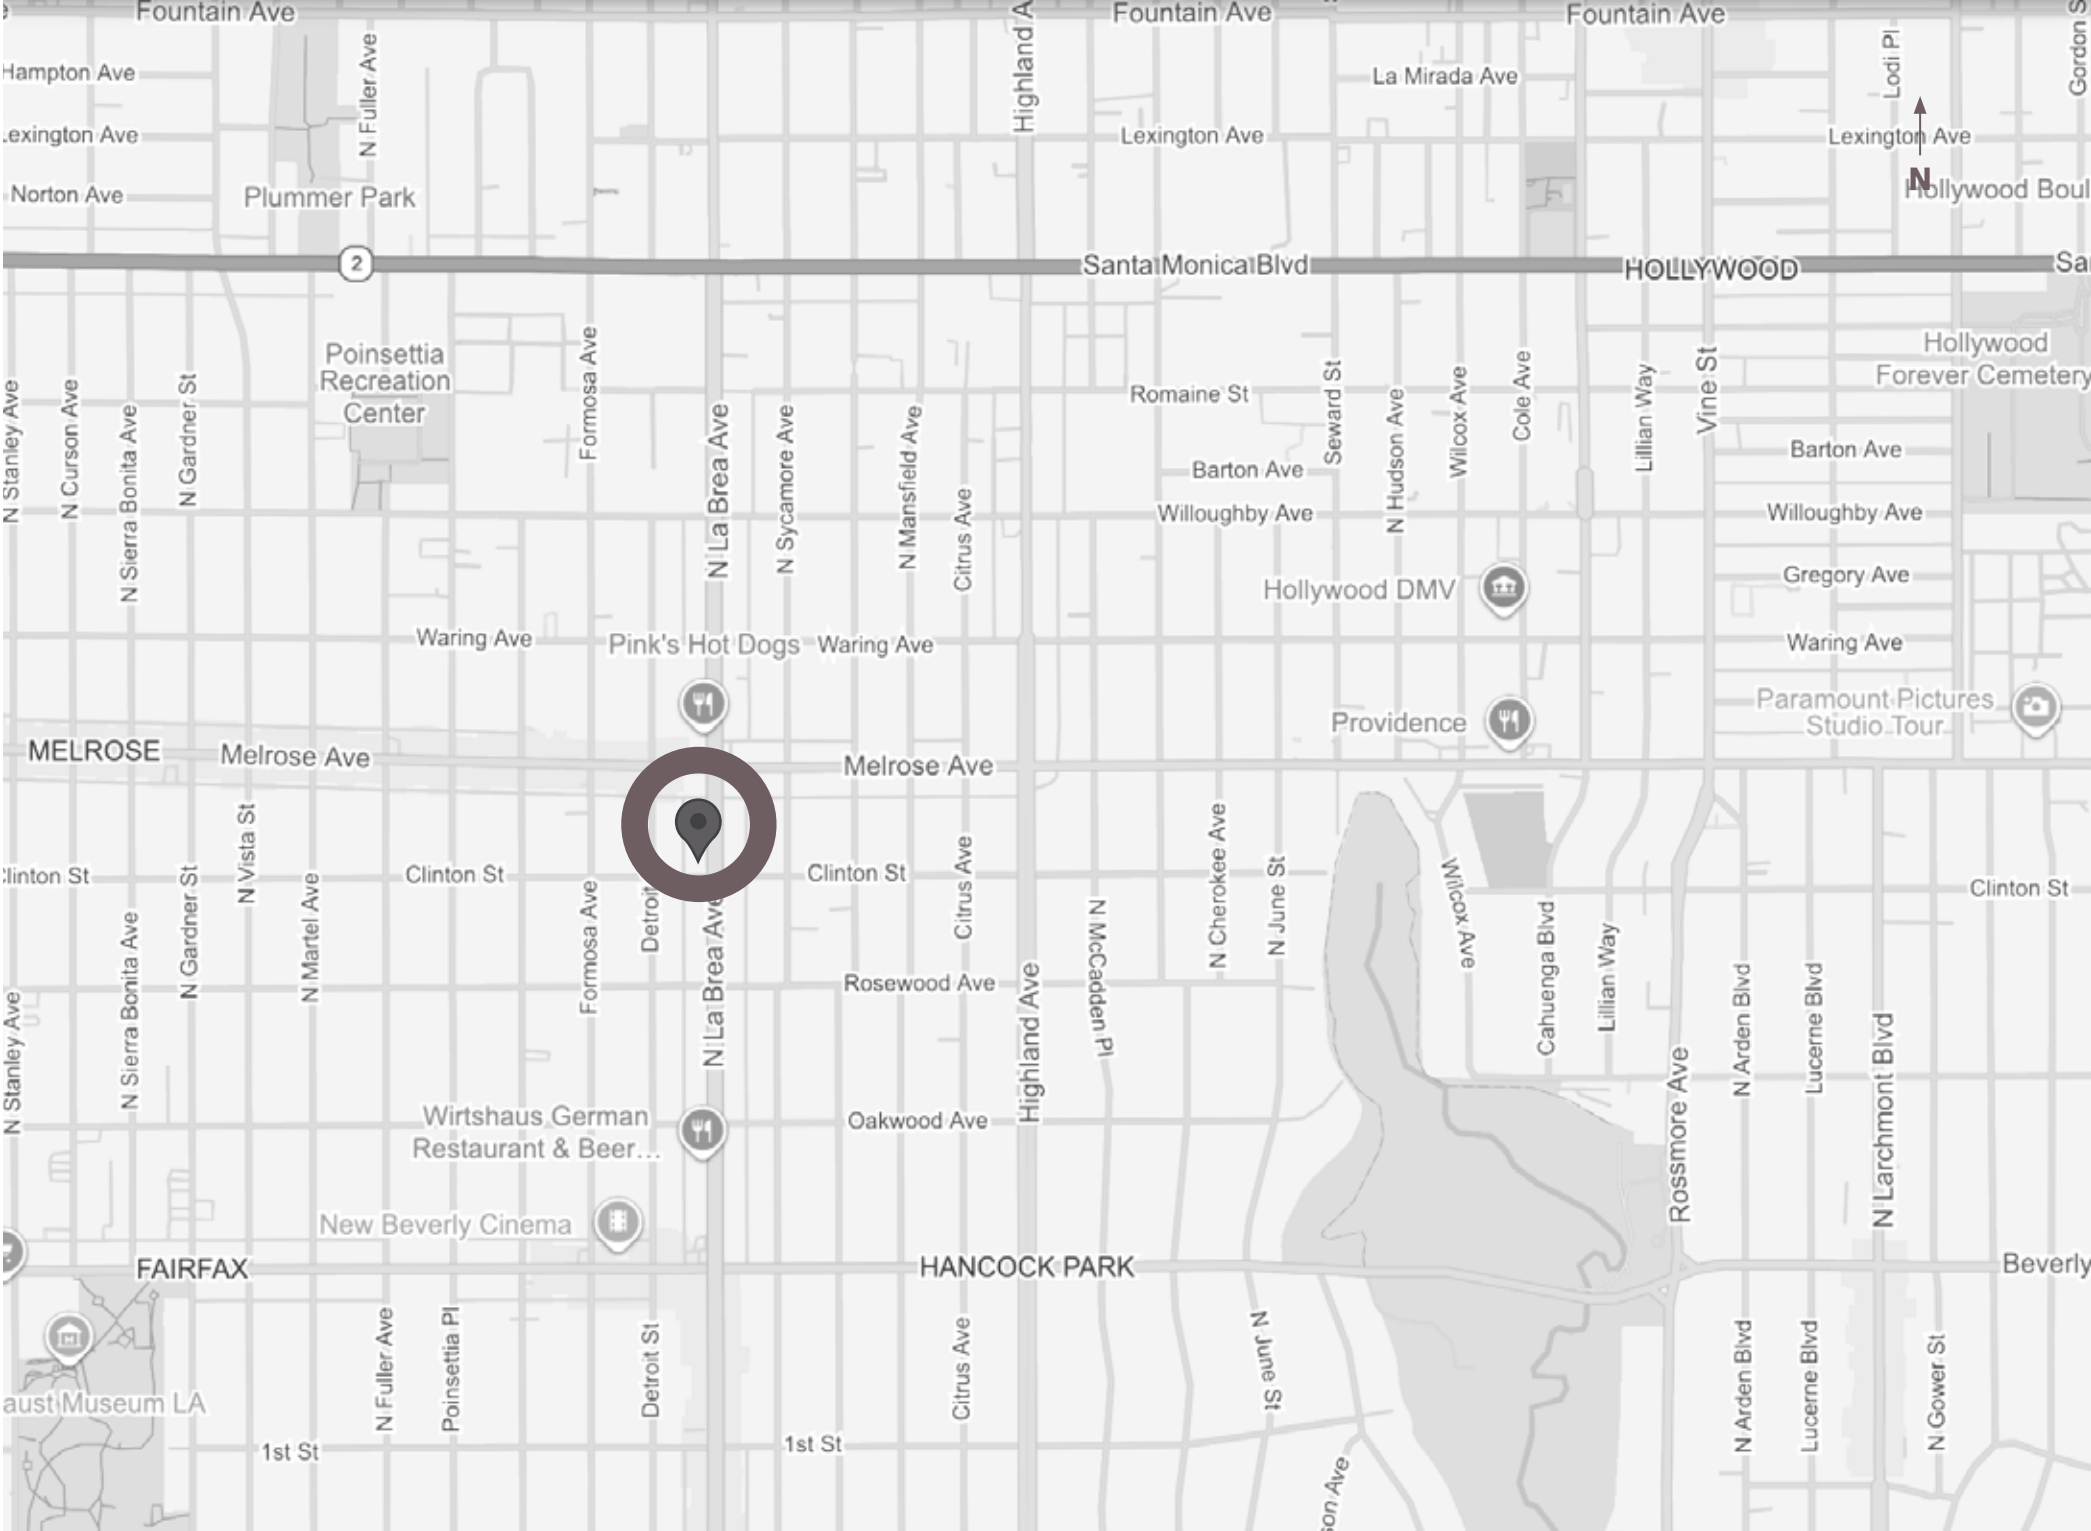 Fountain Ave
Fountain Ave
Fountain Ave
Hampton Ave
N Fuller Ave
Highland A
La Mirada Ave
Lodi Pl
Gordon S
Lexington Ave
Lexington Ave
Lexington Ave
Norton Ave
Plummer Park
N
Hollywood Boul
2
Santa Monica Blvd
HOLLYWOOD
Sa
Poinsettia
Recreation
Center
Formosa Ave
Hollywood
Forever Cemetery
N Stanley Ave
N Curson Ave
N Sierra Bonita Ave
N Gardner St
N La Brea Ave
N Sycamore Ave
N Mansfield Ave
Citrus Ave
Romaine St
Seward St
N Hudson Ave
Wilcox Ave
Cole Ave
Lillian Way
Vine St
Barton Ave
Barton Ave
Willoughby Ave
Willoughby Ave
Hollywood DMV
Gregory Ave
Waring Ave
Pink's Hot Dogs
Waring Ave
Waring Ave
Providence
Paramount Pictures
Studio Tour
MELROSE
Melrose Ave
Melrose Ave
N Vista St
Clinton St
N Gardner St
N Martel Ave
Clinton St
Formosa Ave
Detroit
Clinton St
Citrus Ave
N Cherokee Ave
N June St
Wilcox Ave
Clinton St
N Sierra Bonita Ave
N Stanley Ave
N La Brea Ave
Rosewood Ave
Highland Ave
N McCadden Pl
Cahuenga Blvd
Lillian Way
Rossmore Ave
N Arden Blvd
Lucerne Blvd
N Larchmont Blvd
Wirtshaus German
Restaurant & Beer...
Oakwood Ave
New Beverly Cinema
FAIRFAX
HANCOCK PARK
Beverly
N Fuller Ave
Poinsettia Pl
Detroit St
Citrus Ave
N June St
N Arden Blvd
Lucerne Blvd
N Gower St
aust Museum LA
1st St
1st St
son Ave